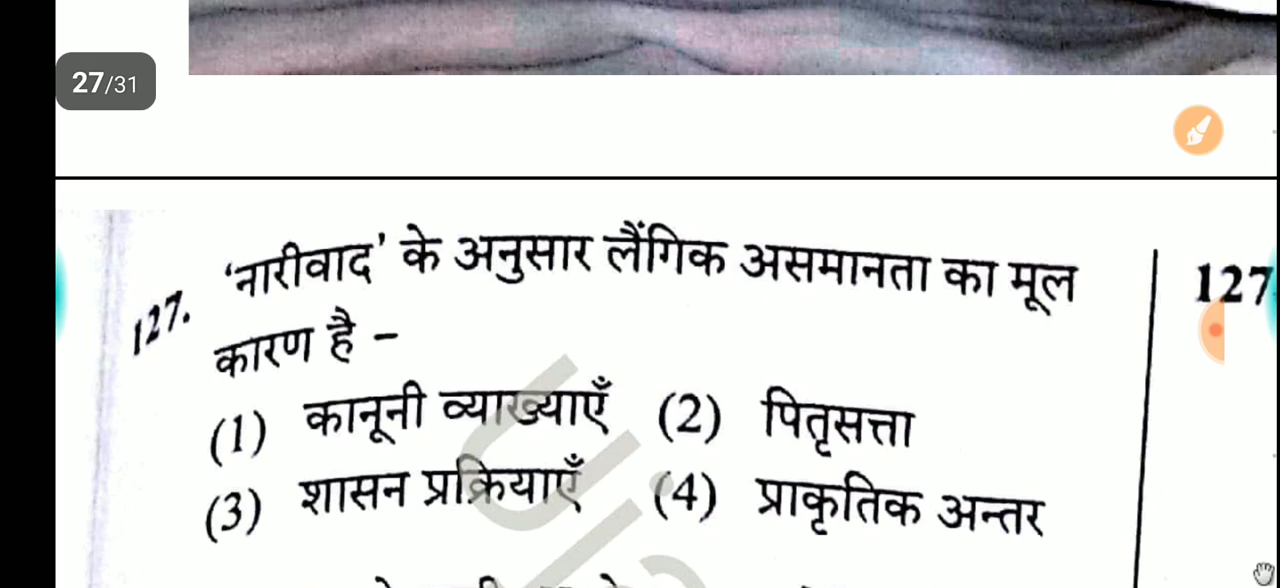 27/31
127. 'नारीवाद' के अनुसार लैंगिक असमानता का मूल
कारण है –
(1) कानूनी व्याख्याएँ (2) पितृसत्ता
(3) शासन प्रक्रियाएँ (4) प्राकृतिक अन्तर
127